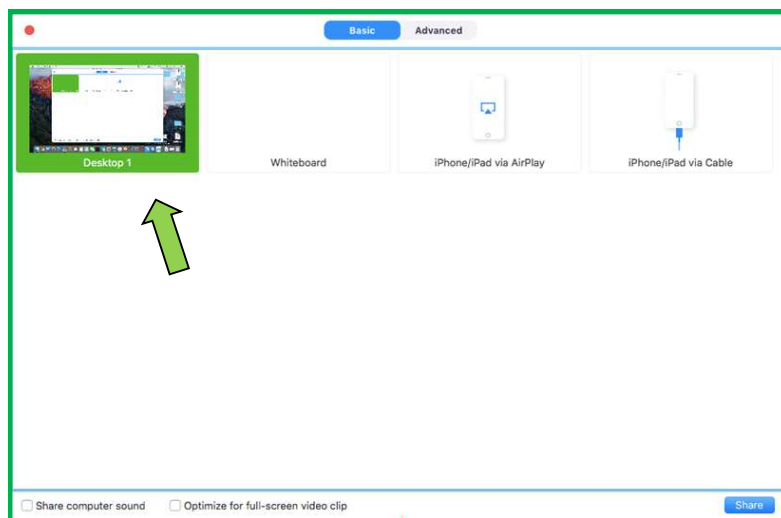 Basic Advanced
Desktop 1 Whiteboard iPhone/iPad via AirPlay iPhone/iPad via Cable
Share computer sound Optimize for full-screen video clip Share